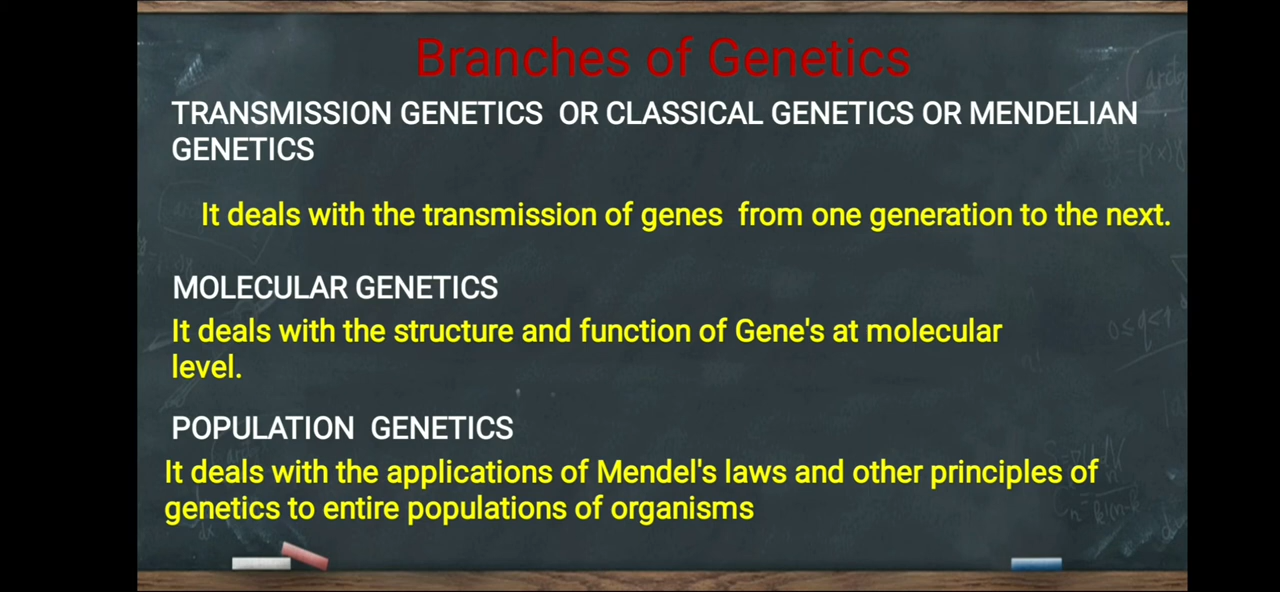 Branches of Genetics
TRANSMISSION GENETICS OR CLASSICAL GENETICS OR MENDELIAN
GENETICS
It deals with the transmission of genes from one generation to the next.
MOLECULAR GENETICS
It deals with the structure and function of Gene's at molecular
level.
POPULATION GENETICS
It deals with the applications of Mendel's laws and other principles of
genetics to entire populations of organisms